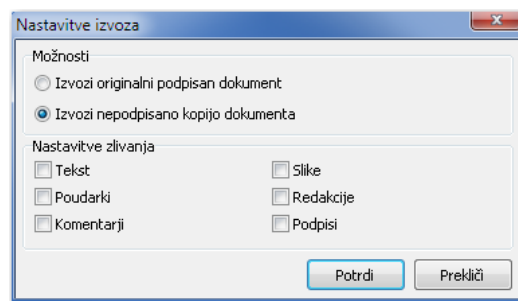 Nastavitve izvoza
Možnosti
Izvozi originalni podpisan dokument
Izvozi nepodpisano kopijo dokumenta
Nastavitve zlivanja
Tekst Slike
Poudarki Redakcije
Komentarji Podpisi
Potrdi Prekliči